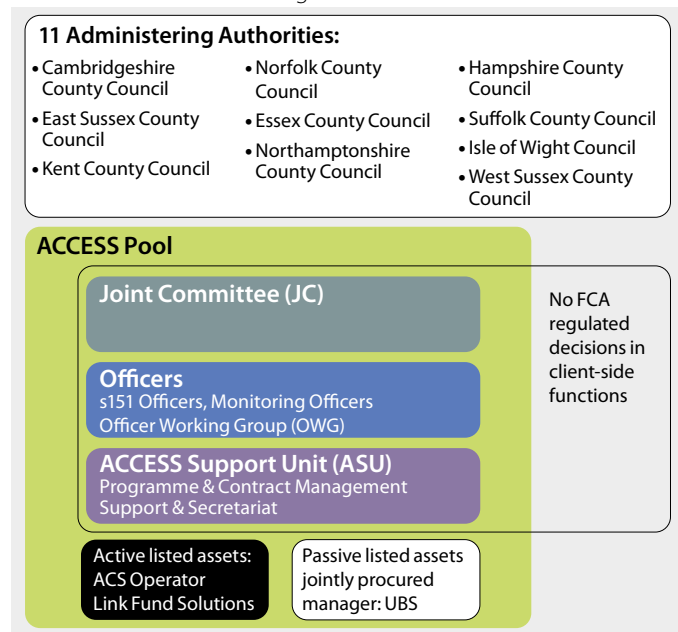 11 Administering Authorities:
• Cambridgeshire
County Council
• East Sussex County
Council
• Kent County Council
• Norfolk County
Council
• Essex County Council
• Northamptonshire
County Council
• Hampshire County
Council
• Suffolk County Council
• Isle of Wight Council
• West Sussex County
Council
ACCESS Pool
Joint Committee (JC)
Officers
s151 Officers, Monitoring Officers
Officer Working Group (OWG)
ACCESS Support Unit (ASU)
Programme & Contract Management
Support & Secretariat
No FCA
regulated
decisions in
client-side
functions
Active listed assets:
ACS Operator
Link Fund Solutions
Passive listed assets
jointly procured
manager: UBS